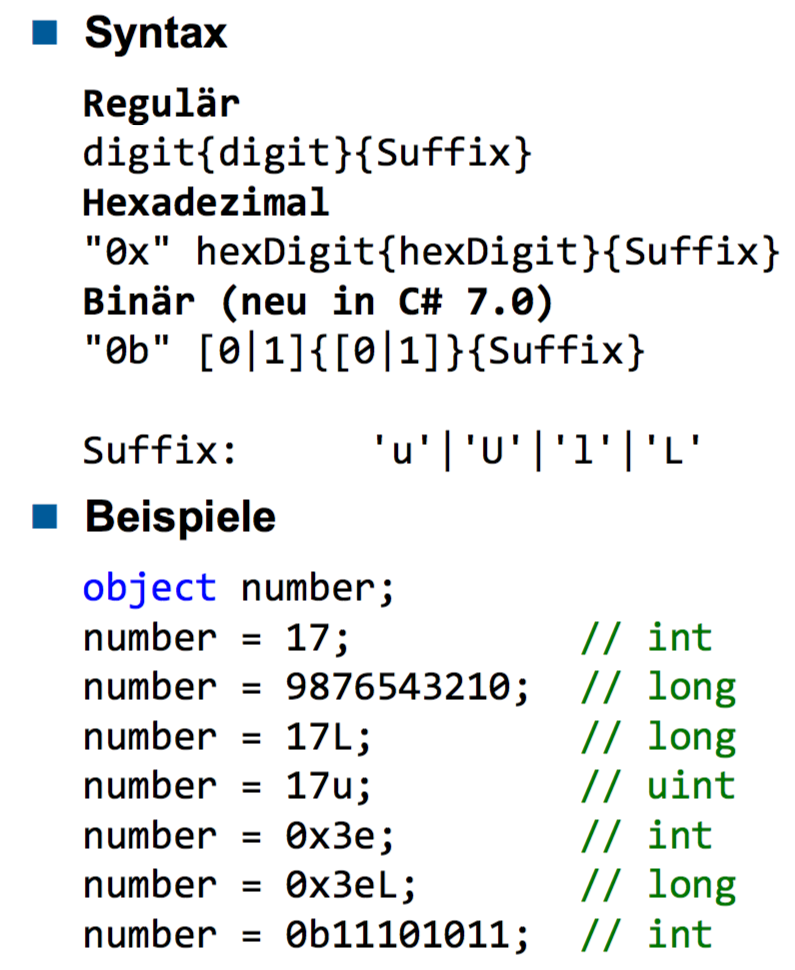 Syntax
Regulär
digit{digit}{Suffix}
Hexadezimal
"0x" hexDigit{hexDigit}{Suffix}
Binär (neu in C# 7.0)
"0b" [0|1]{[0|1]}{Suffix}
Suffix: 'u'|'U'|'l'|'L'
Beispiele
object number;
number = 17; // int
number = 9876543210; // long
number = 17L; // long
number = 17u; // uint
number = 0x3e; // int
number = 0x3eL; // long
number = 0b11101011; // int